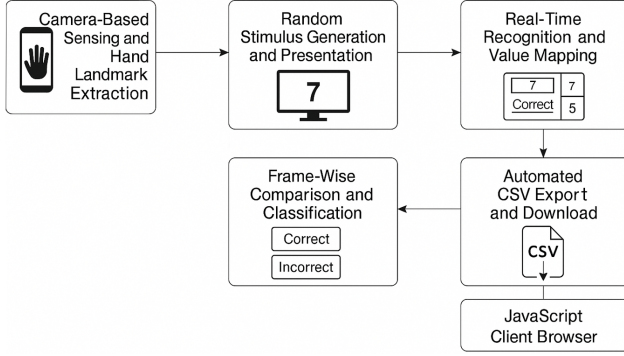 Camera-Based
Sensing and
Hand
Landmark
Extraction
Random
Stimulus Generation
and Presentation
7
Real-Time
Recognition and
Value Mapping
7
7
Correct
5
Frame-Wise
Comparison and
Classification
Correct
Incorrect
Automated
CSV Export
and Download
CSV
JavaScript
Client Browser